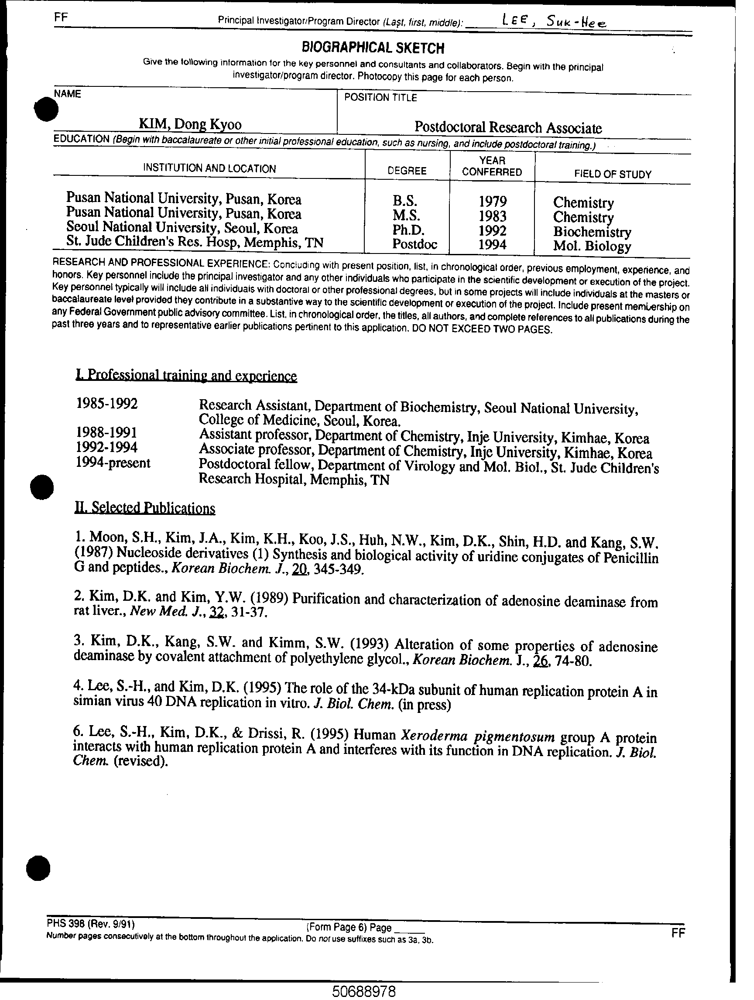 FF
Principal Investigator/Program Director (Last, first, middle): LEE, Suk-Hee
BIOGRAPHICAL SKETCH
Give the following information for the key personnel and consultants and collaborators. Begin with the principal
investigator/program director. Photocopy this page for each person.
NAME
POSITION TITLE
KIM, Dong Kyoo
Postdoctoral Research Associate
EDUCATION (Begin with baccalaureate or other initial professional education, such as nursing, and include postdoctoral training.)
INSTITUTION AND LOCATION DEGREE YEAR CONFERRED FIELD OF STUDY
Pusan National University, Pusan, Korea B.S. 1979 Chemistry
Pusan National University, Pusan, Korea M.S. 1983 Chemistry
Seoul National University, Seoul, Korea Ph.D. 1992 Biochemistry
St. Jude Children's Res. Hosp, Memphis, TN Postdoc 1994 Mol. Biology
RESEARCH AND PROFESSIONAL EXPERIENCE: Concluding with present position, list, in chronological order, previous employment, experience, and
honors. Key personnel include the principal investigator and any other individuals who participate in the scientific development or execution of the project.
Key personnel typically will include all individuals with doctoral or other professional degrees, but in some projects will include individuals at the masters or
baccalaureate level provided they contribute in a substantive way to the scientific development or execution of the project. Include present membership on
any Federal Government public advisory committee. List, in chronological order, the titles, all authors, and complete references to all publications during the
past three years and to representative earlier publications pertinent to this application. DO NOT EXCEED TWO PAGES.
I. Professional training and experience
1985-1992 Research Assistant, Department of Biochemistry, Seoul National University,
College of Medicine, Seoul, Korea.
1988-1991 Assistant professor, Department of Chemistry, Inje University, Kimhae, Korea
1992-1994 Associate professor, Department of Chemistry, Inje University, Kimhae, Korea
1994-present Postdoctoral fellow, Department of Virology and Mol. Biol., St. Jude Children's
Research Hospital, Memphis, TN
II. Selected Publications
1. Moon, S.H., Kim, J.A., Kim, K.H., Koo, J.S., Huh, N.W., Kim, D.K., Shin, H.D. and Kang, S.W.
(1987) Nucleoside derivatives (1) Synthesis and biological activity of uridine conjugates of Penicillin
G and peptides., Korean Biochem. J., 20, 345-349.
2. Kim, D.K. and Kim, Y.W. (1989) Purification and characterization of adenosine deaminase from
rat liver., New Med. J., 32, 31-37.
3. Kim, D.K., Kang, S.W. and Kimm, S.W. (1993) Alteration of some properties of adenosine
deaminase by covalent attachment of polyethylene glycol., Korean Biochem. J., 26, 74-80.
4. Lee, S.-H., and Kim, D.K. (1995) The role of the 34-kDa subunit of human replication protein A in
simian virus 40 DNA replication in vitro. J. Biol. Chem. (in press)
6. Lee, S.-H., Kim, D.K., & Drissi, R. (1995) Human Xeroderma pigmentosum group A protein
interacts with human replication protein A and interferes with its function in DNA replication. J. Biol.
Chem. (revised).
PHS 398 (Rev. 9/91) (Form Page 6) Page
Number pages consecutively at the bottom throughout the application. Do not use suffixes such as 3a, 3b.
FF
50688978